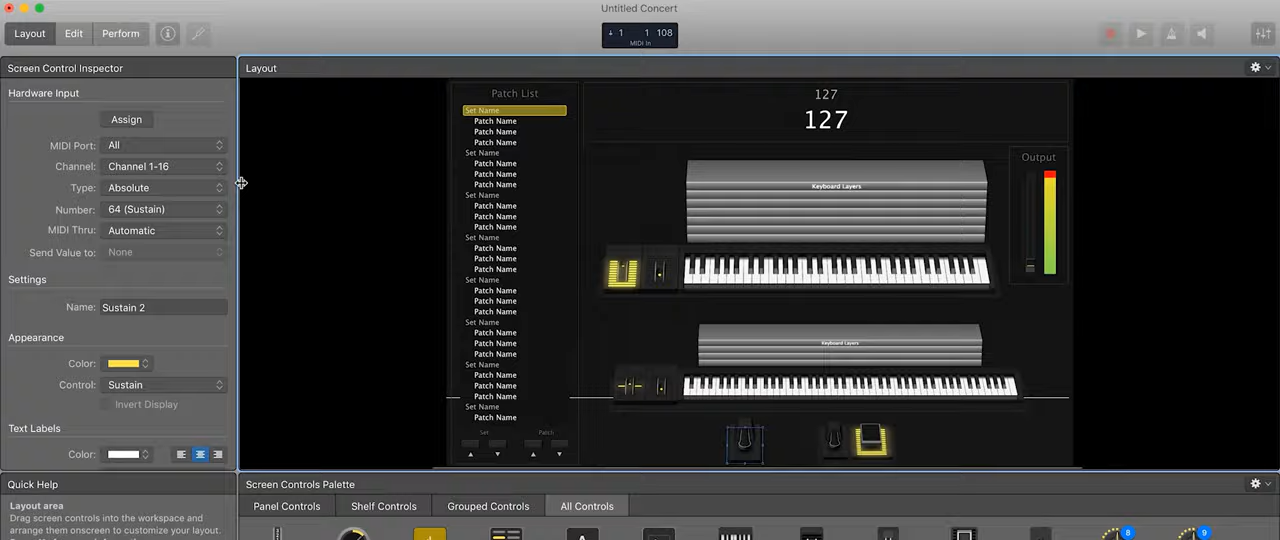 Untitled Concert
Layout Edit Perform
1 1 108
MIDI In
Screen Control Inspector
Hardware Input
Assign
MIDI Port: All
Channel: Channel 1-16
Type: Absolute
Number: 64 (Sustain)
MIDI Thru: Automatic
Send Value to: None
Settings
Name: Sustain 2
Appearance
Color:
Control: Sustain
Invert Display
Text Labels
Color:
Quick Help
Layout area
Drag screen controls into the workspace and
arrange them onscreen to customize your layout.
Layout
Patch List
Set Name
Patch Name
Patch Name
Patch Name
Set Name
Patch Name
Patch Name
Patch Name
Set Name
Patch Name
Patch Name
Patch Name
Set Name
Patch Name
Patch Name
Patch Name
Set Name
Patch Name
Patch Name
Patch Name
Set Name
Patch Name
Patch Name
Patch Name
Set Name
Patch Name
Patch Name
Patch Name
Set Name
Patch Name
Set Patch
127
127
Keyboard Layers
Output
Keyboard Layers
Screen Controls Palette
Panel Controls Shelf Controls Grouped Controls All Controls
A 8 9